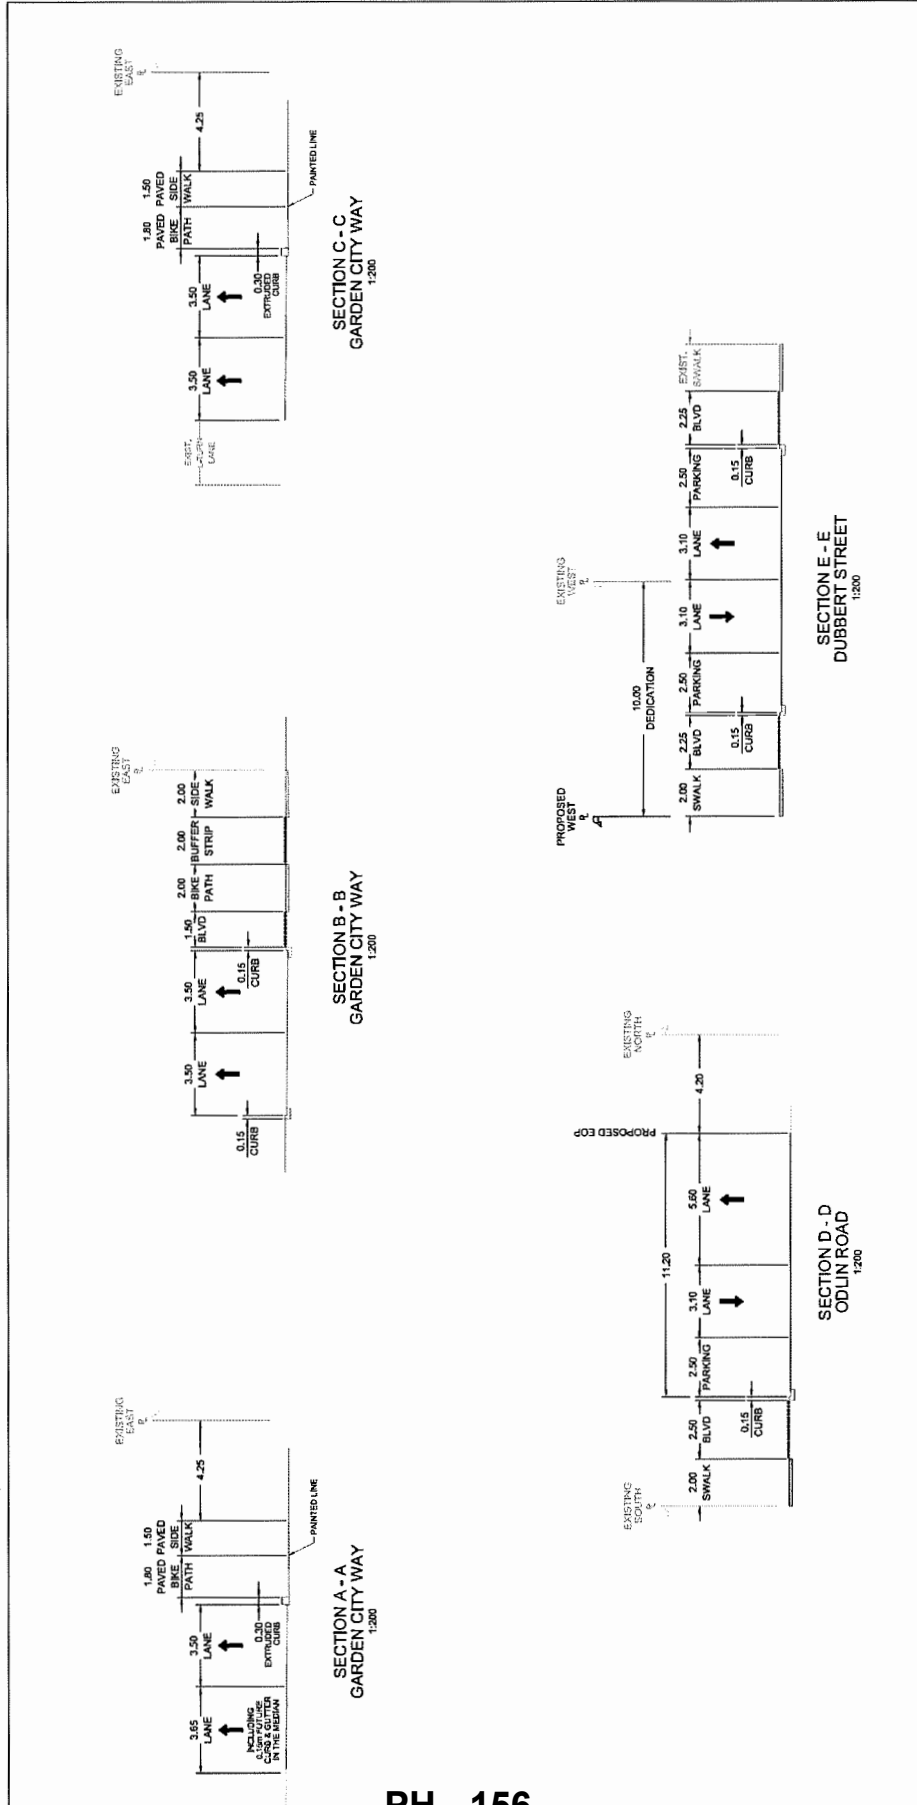 EXISTING
EAST
PL
3.65
LANE
3.50
LANE
1.80
PAVED
BIKE
PATH
1.50
PAVED
SIDE
WALK
4.25
INCLUDING
0.15m FUTURE
CURB & GUTTER
IN THE MEDIAN
0.30
EXTRUDED
CURB
PAINTED LINE
SECTION A - A
GARDEN CITY WAY
1:200
EXISTING
EAST
PL
3.50
LANE
3.50
LANE
1.50
BLVD
2.00
BIKE
PATH
2.00
BUFFER
STRIP
2.00
SIDE
WALK
0.15
CURB
0.15
CURB
SECTION B - B
GARDEN CITY WAY
1:200
EXISTING
EAST
PL
EXIST.
LANE
3.50
LANE
3.50
LANE
1.80
PAVED
BIKE
PATH
1.50
PAVED
SIDE
WALK
4.25
0.30
EXTRUDED
CURB
PAINTED LINE
SECTION C - C
GARDEN CITY WAY
1:200
EXISTING
SOUTH
PL
EXISTING
NORTH
PL
PROPOSED EOP
11.20
2.00
SWALK
2.50
BLVD
2.50
PARKING
3.10
LANE
5.60
LANE
4.20
0.15
CURB
SECTION D - D
ODLIN ROAD
1:200
PROPOSED
WEST
PL
EXISTING
WEST
PL
10.00
DEDICATION
2.00
SWALK
2.25
BLVD
2.50
PARKING
3.10
LANE
3.10
LANE
2.50
PARKING
2.25
BLVD
EXIST.
S/WALK
0.15
CURB
0.15
CURB
SECTION E - E
DUBBERT STREET
1:200
PH - 156